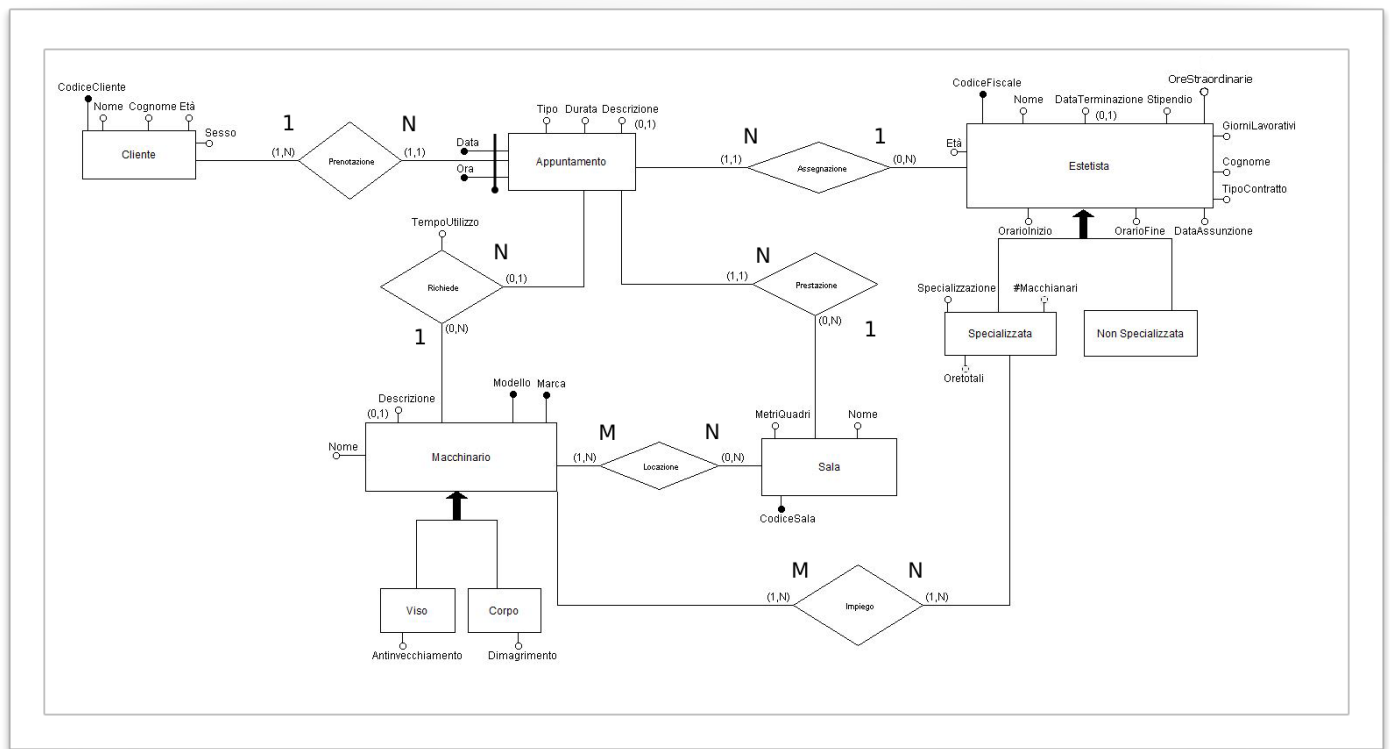 CodiceCliente
Nome Cognome Età
Sesso
Cliente
1
(1,N)
Prenotazione
N
(1,1)
Tipo Durata Descrizione
(0,1)
Data
Ora
Appuntamento
N
(1,1)
Assegnazione
1
(0,N)
OreStraordinarie
CodiceFiscale
Nome DataTerminazione Stipendio
(0,1)
GiorniLavorativi
Età
Estetista
Cognome
TipoContratto
OrarioInizio OrarioFine DataAssunzione
TempoUtilizzo
Richiede
N
(0,1)
1
(0,N)
N
(1,1)
Prestazione
(0,N)
1
Specializzazione #Macchianari
Specializzata
Non Specializzata
Oretotali
Descrizione
(0,1)
Modello Marca
Nome
Macchinario
M
(1,N)
Locazione
N
(0,N)
MetriQuadri Nome
Sala
CodiceSala
Viso
Corpo
Antinvecchiamento Dimagrimento
M
(1,N)
Impiego
N
(1,N)